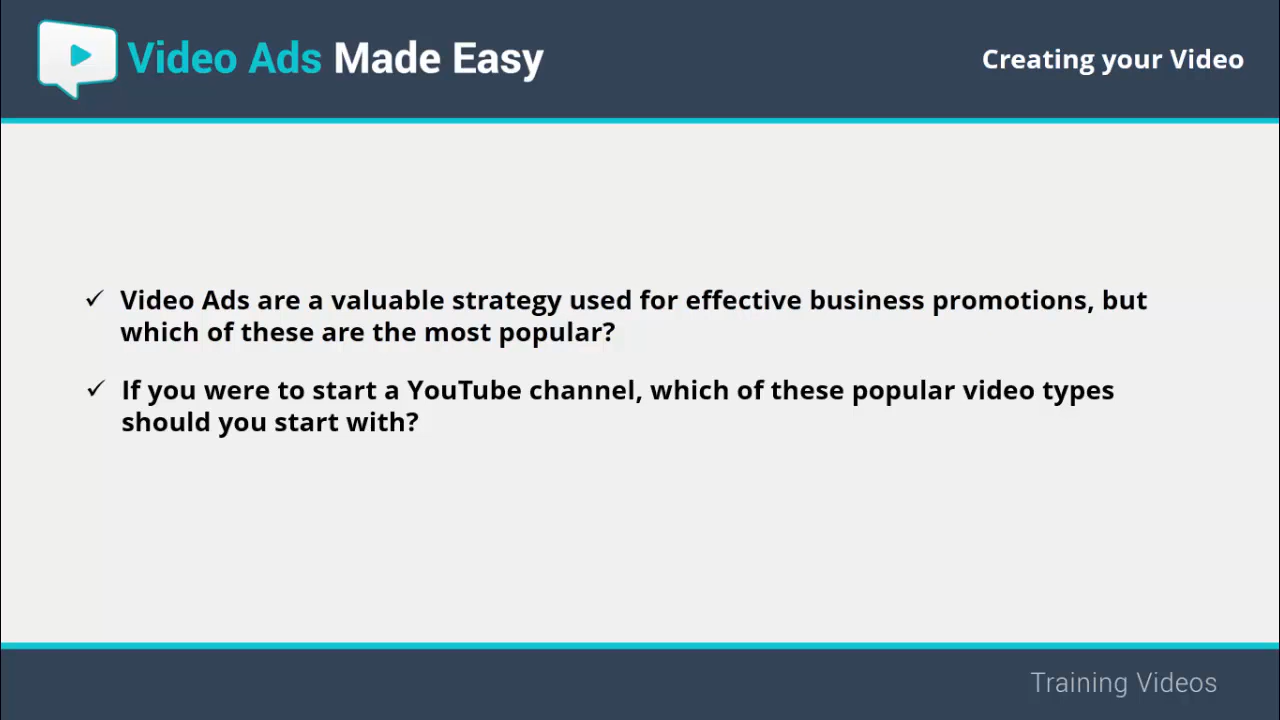 Video Ads Made Easy
Creating your Video
✓ Video Ads are a valuable strategy used for effective business promotions, but
which of these are the most popular?
✓ If you were to start a YouTube channel, which of these popular video types
should you start with?
Training Videos